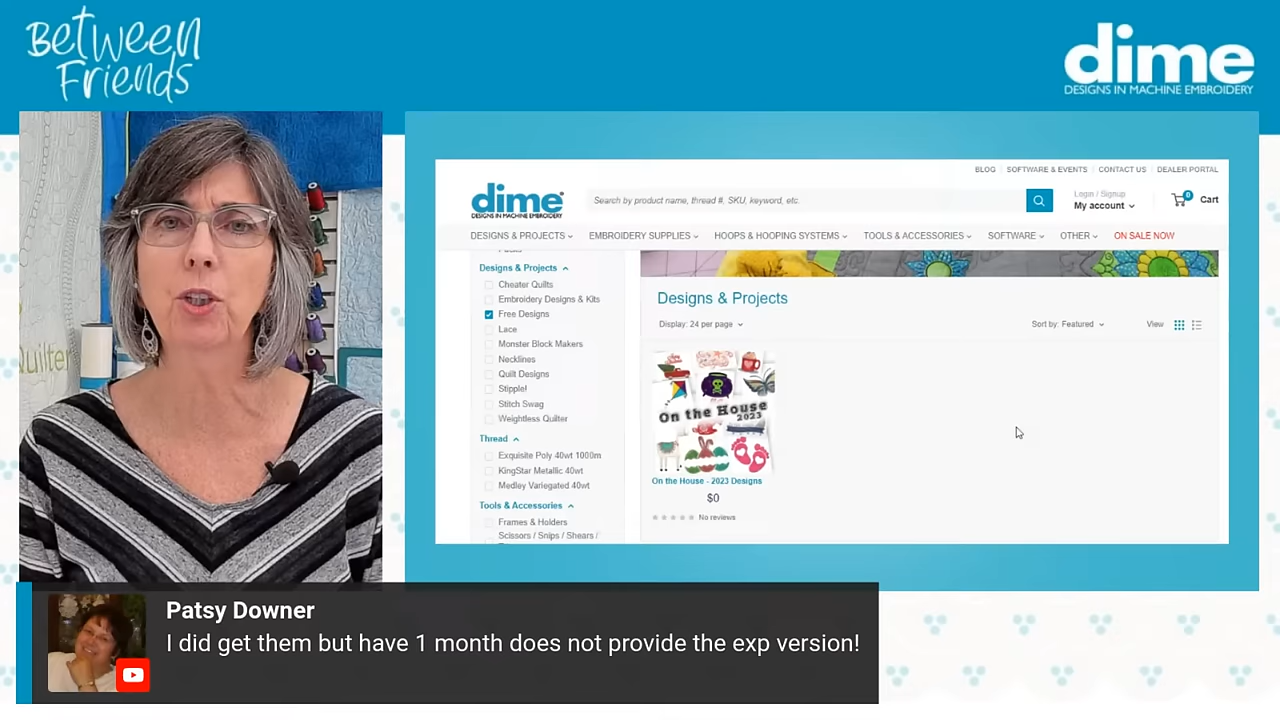 Between
Friends
dime
DESIGNS IN MACHINE EMBROIDERY
Quilter
BLOG
SOFTWARE & EVENTS
CONTACT US
DEALER PORTAL
dime
DESIGNS IN MACHINE EMBROIDERY
Search by product name, thread #, SKU, keyword, etc.
Login / Signup
My account
0
Cart
DESIGNS & PROJECTS
EMBROIDERY SUPPLIES
HOOPS & HOOPING SYSTEMS
TOOLS & ACCESSORIES
SOFTWARE
OTHER
ON SALE NOW
Designs & Projects
Cheater Quilts
Embroidery Designs & Kits
Free Designs
Lace
Monster Block Makers
Necklines
Quilt Designs
Stipple!
Stitch Swag
Weightless Quilter
Thread
Exquisite Poly 40wt 1000m
KingStar Metallic 40wt
Medley Variegated 40wt
Tools & Accessories
Frames & Holders
Scissors / Snips / Shears /
Designs & Projects
Display: 24 per page
Sort by: Featured
View
On the House
2023
On the House - 2023 Designs
$0
No reviews
Patsy Downer
I did get them but have 1 month does not provide the exp version!